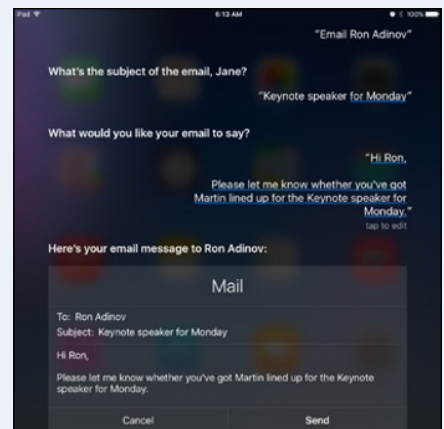 iPad 6:13 AM 100%
"Email Ron Adinov"
What's the subject of the email, Jane?
"Keynote speaker for Monday"
What would you like your email to say?
"Hi Ron,
Please let me know whether you've got
Martin lined up for the Keynote speaker for
Monday."
tap to edit
Here's your email message to Ron Adinov:
Mail
To: Ron Adinov
Subject: Keynote speaker for Monday
Hi Ron,
Please let me know whether you've got Martin lined up for the Keynote
speaker for Monday.
Cancel Send